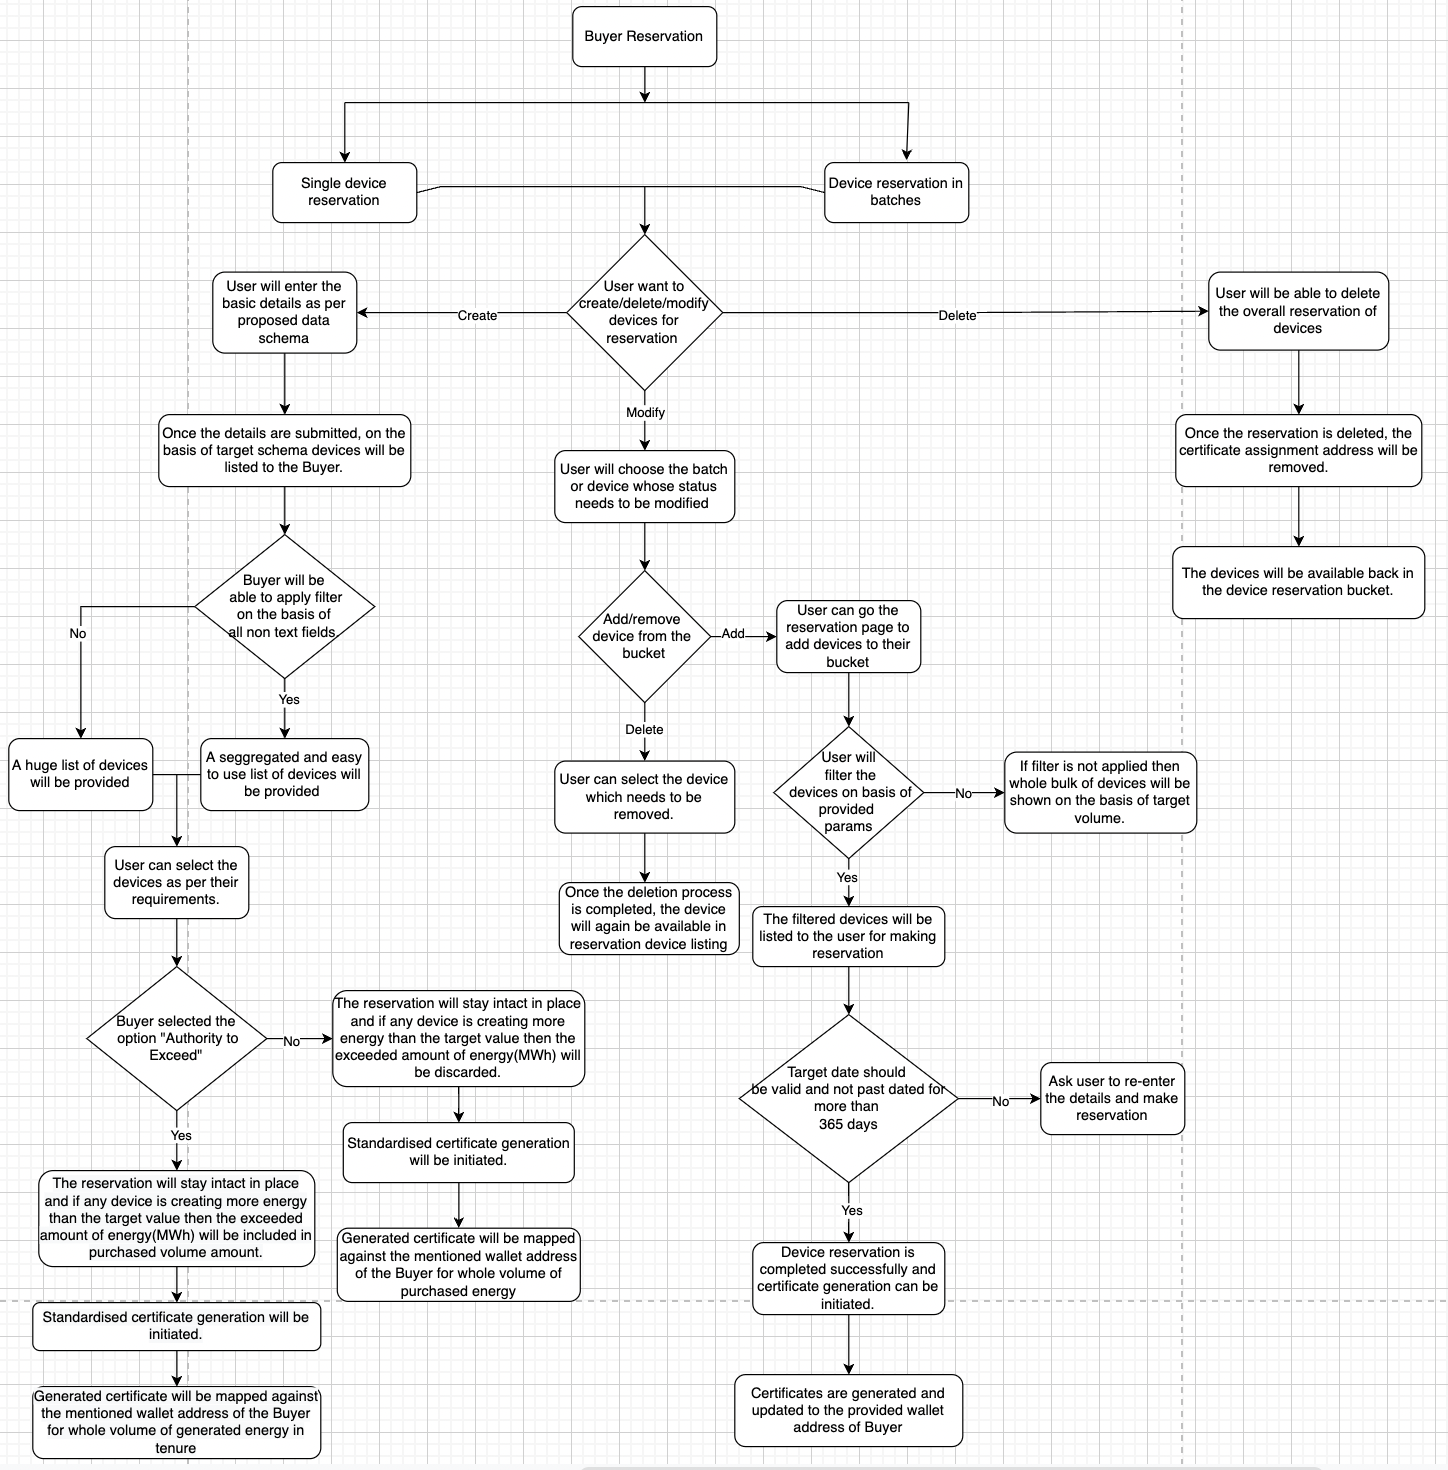 Buyer Reservation
Single device
reservation
Device reservation in
batches
User want to
create/delete/modify
devices for
reservation
Create
Delete
Modify
User will enter the
basic details as per
proposed data
schema
User will be able to delete
the overall reservation of
devices
Once the details are submitted, on the
basis of target schema devices will be
listed to the Buyer.
User will choose the batch
or device whose status
needs to be modified
Once the reservation is deleted, the
certificate assignment address will be
removed.
The devices will be available back in
the device reservation bucket.
Buyer will be
able to apply filter
on the basis of
all non text fields.
No
Yes
Add/remove
device from the
bucket
Add
Delete
User can go the
reservation page to
add devices to their
bucket
A huge list of devices
will be provided
A seggregated and easy
to use list of devices will
be provided
User can select the device
which needs to be
removed.
User will
filter the
devices on basis of
provided
params
No
Yes
If filter is not applied then
whole bulk of devices will be
shown on the basis of target
volume.
User can select the
devices as per their
requirements.
Once the deletion process
is completed, the device
will again be available in
reservation device listing
The filtered devices will be
listed to the user for making
reservation
Buyer selected the
option "Authority to
Exceed"
No
Yes
The reservation will stay intact in place
and if any device is creating more
energy than the target value then the
exceeded amount of energy(MWh) will
be discarded.
Target date should
be valid and not past dated for
more than
365 days
No
Yes
Ask user to re-enter
the details and make
reservation
Standardised certificate generation
will be initiated.
The reservation will stay intact in place
and if any device is creating more energy
than the target value then the exceeded
amount of energy(MWh) will be included in
purchased volume amount.
Generated certificate will be mapped
against the mentioned wallet address
of the Buyer for whole volume of
purchased energy
Device reservation is
completed successfully and
certificate generation can be
initiated.
Standardised certificate generation will be
initiated.
Generated certificate will be mapped against
the mentioned wallet address of the Buyer
for whole volume of generated energy in
tenure
Certificates are generated and
updated to the provided wallet
address of Buyer